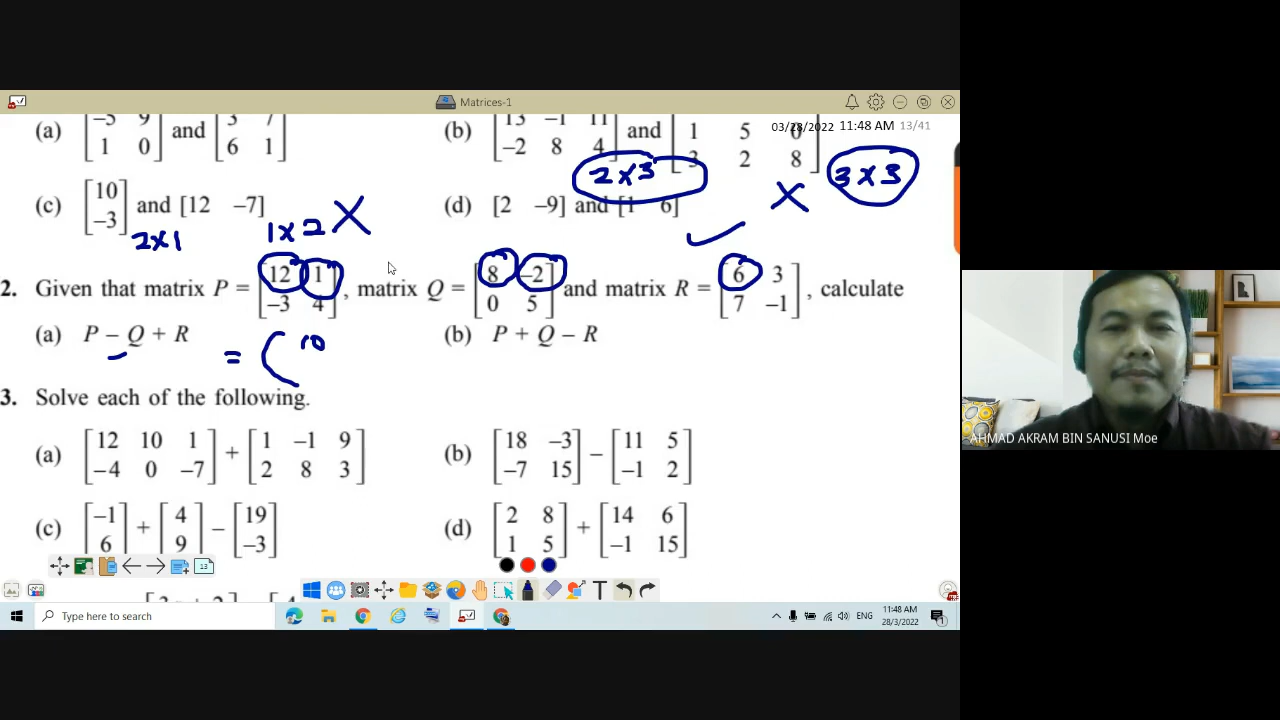 Matrices-1
03/28/2022 11:48 AM 13/41
(a) [–5 9 and [3 7 (b) [13 –1 11 and [
1 0] 6 1] –2 8 4] 1 5 0
3 2 8]
2 x 3 3 x 3
(c) [10 –3] and [12 –7] (d) [2 –9] and [1 6]
2x1 1x2 X X ✓
2. Given that matrix P = [12 1 –3 4], matrix Q = [8 –2 0 5] and matrix R = [6 3 7 –1], calculate
(a) P – Q + R (b) P + Q – R
= ( 10
3. Solve each of the following.
(a) [12 10 1 –4 0 –7] + [1 –1 9 2 8 3] (b) [18 –3 –7 15] – [11 5 –1 2]
(c) [–1 6] + [4 9] – [19 –3] (d) [2 8 1 5] + [14 6 –1 15]
AHMAD AKRAM BIN SANUSI Moe
13
T
Type here to search
ENG
11:48 AM
28/3/2022
1